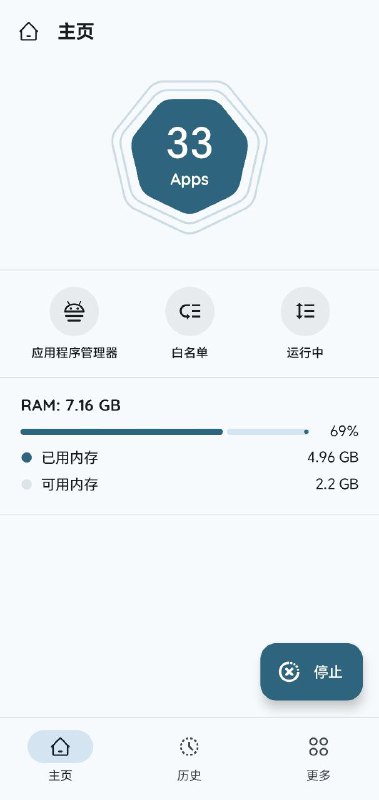 主页
33
Apps
应用程序管理器
白名单
运行中
RAM: 7.16 GB
69%
已用内存 4.96 GB
可用内存 2.2 GB
停止
主页
历史
更多